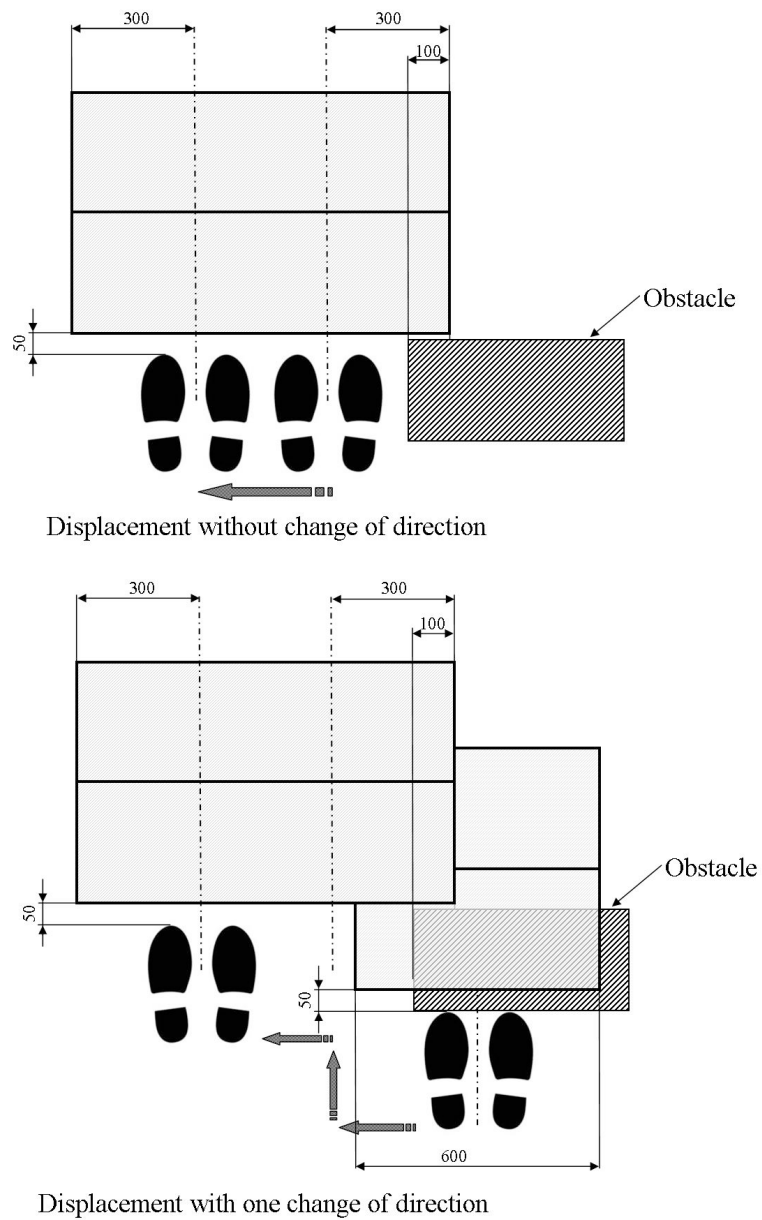 300
300
100
Obstacle
50
Displacement without change of direction
300
300
100
Obstacle
50
50
600
Displacement with one change of direction